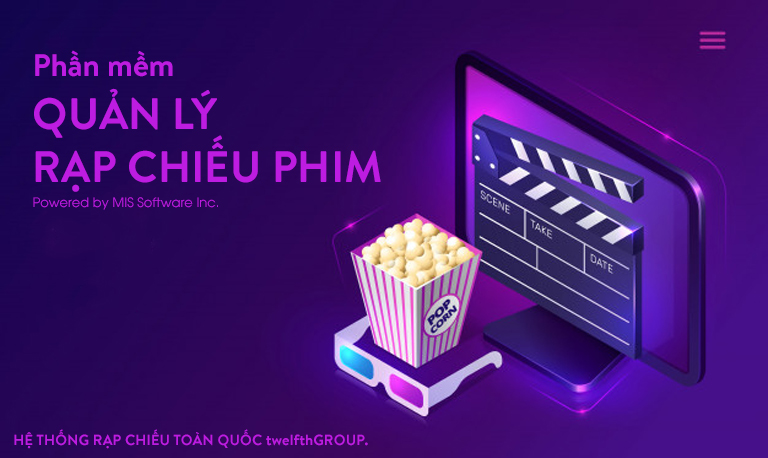 Phần mềm
QUẢN LÝ
RẠP CHIẾU PHIM
Powered by MIS Software Inc.
SCENE
TAKE
DATE
POP
CORN
HỆ THỐNG RẠP CHIẾU TOÀN QUỐC twelfthGROUP.